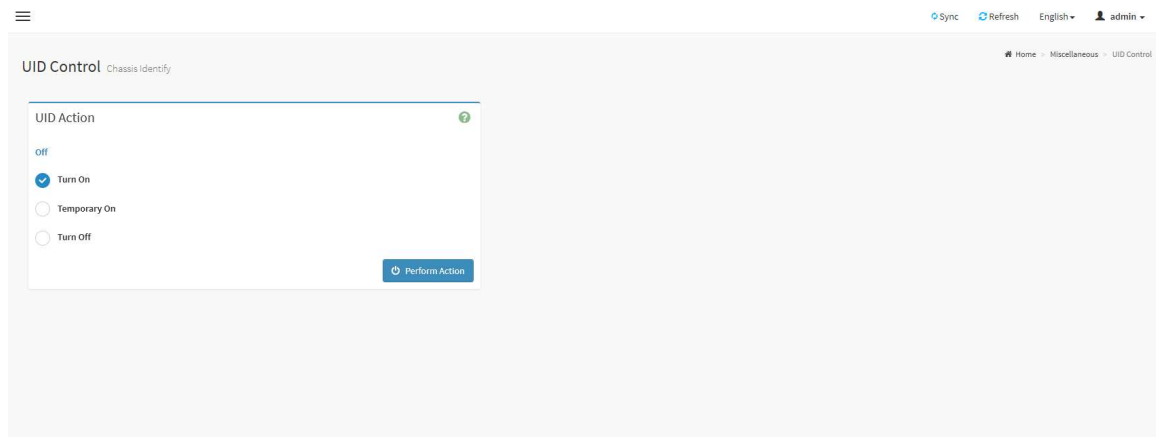 Sync Refresh English admin
Home > Miscellaneous > UID Control
UID Control Chassis Identify
UID Action
Off
Turn On
Temporary On
Turn Off
Perform Action